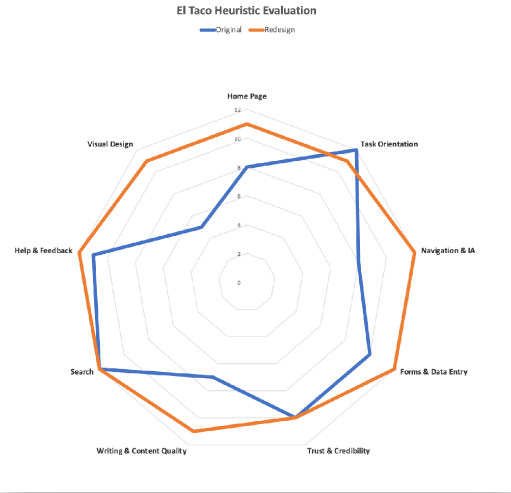 El Taco Heuristic Evaluation
Original Redesign
Home Page
12
Visual Design
Task Orientation
10
8
6
4
Help & Feedback
Navigation & IA
2
0
Search
Forms & Data Entry
Writing & Content Quality
Trust & Credibility